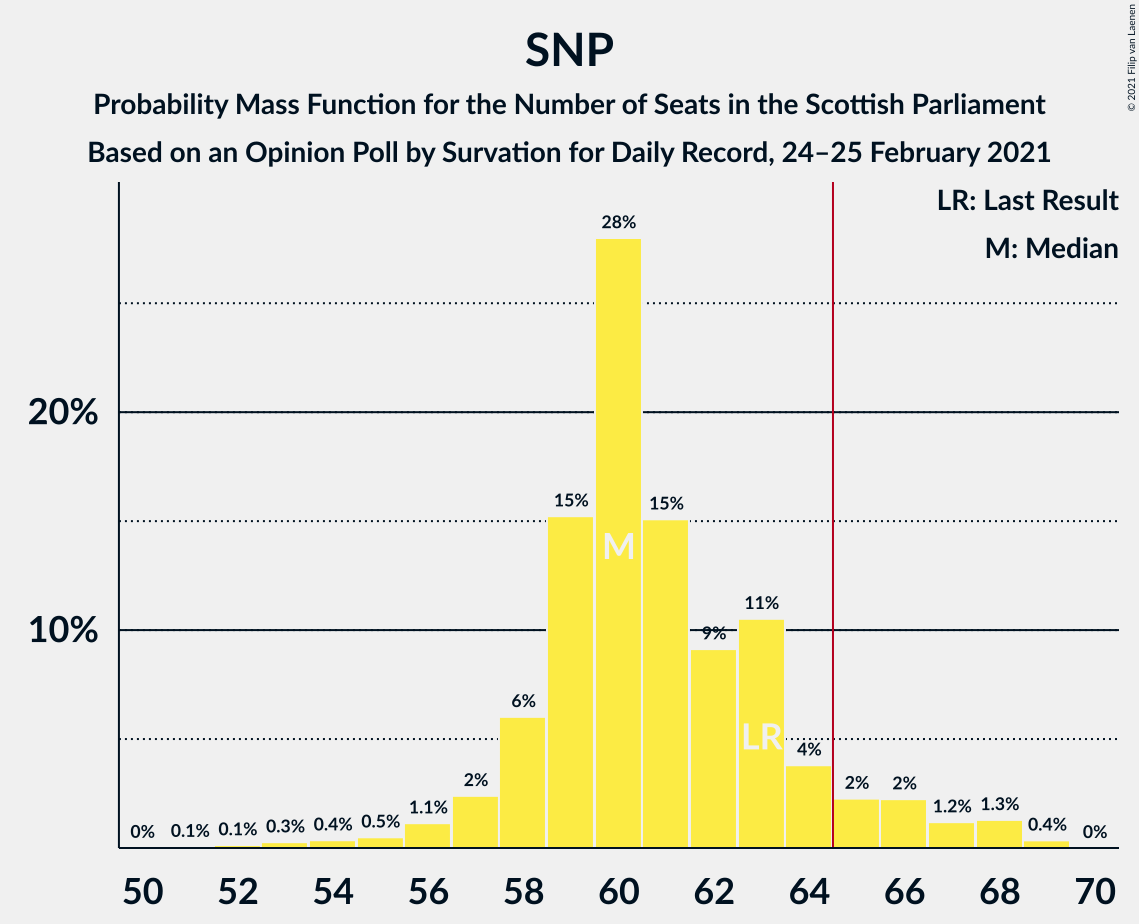 SNP
Probability Mass Function for the Number of Seats in the Scottish Parliament
Based on an Opinion Poll by Survation for Daily Record, 24–25 February 2021
© 2021 Filip van Laenen
LR: Last Result
M: Median
28%
20%
15%
15%
M
11%
10%
9%
6%
LR
4%
2%
2%
2%
1.1%
1.2%
1.3%
0%
0.1%
0.1%
0.3%
0.4%
0.5%
0.4%
0%
50 52 54 56 58 60 62 64 66 68 70